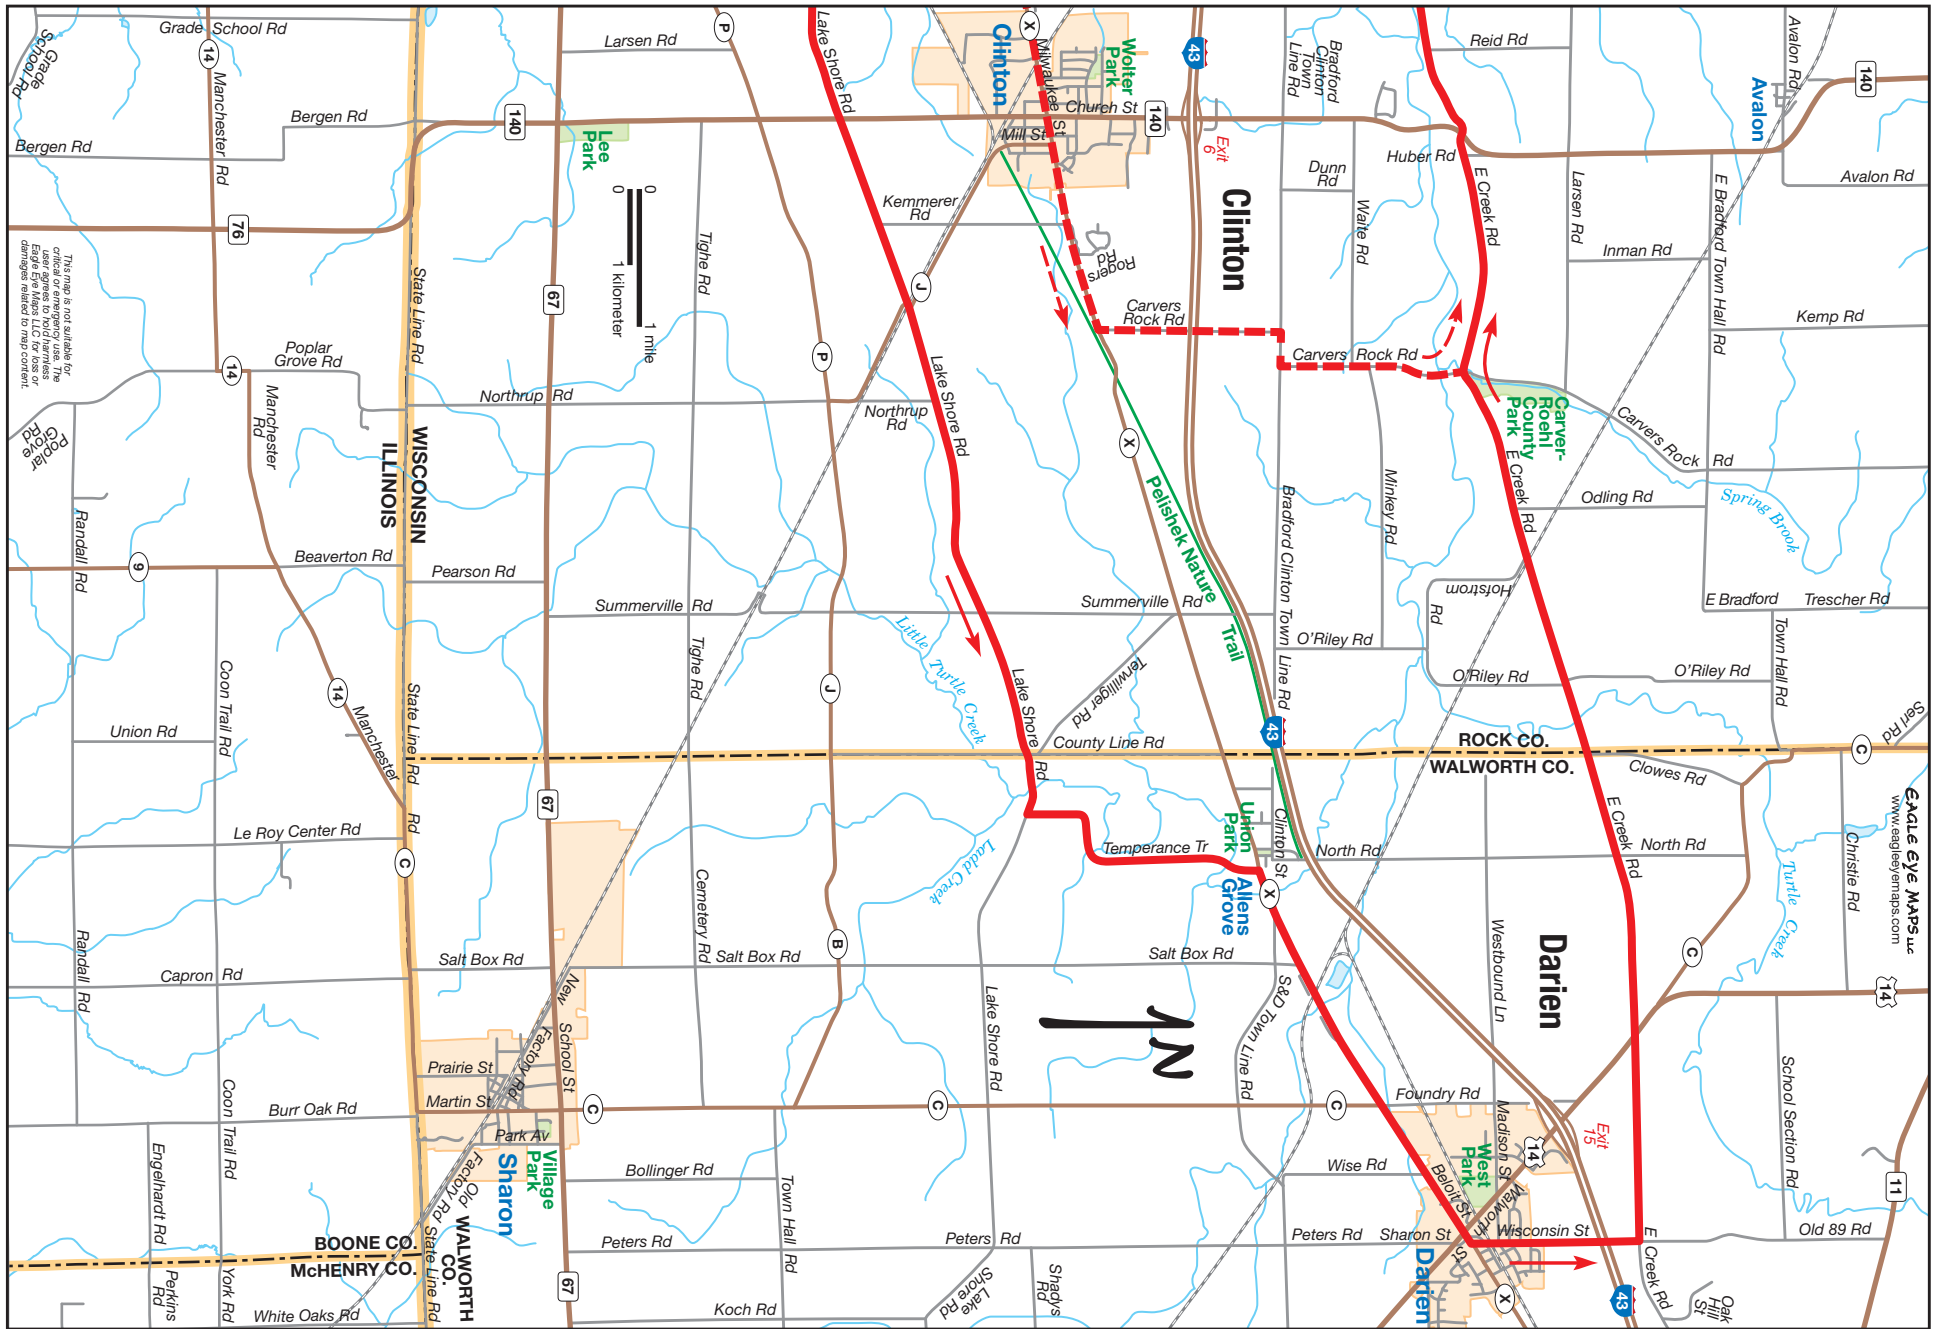 Grade School Rd
Grade
School Rd
14
Manchester Rd
Bergen Rd
Bergen Rd
76
140
Larsen Rd
P
Lake Shore Rd
X
Clinton
Milwaukee St
Wolter
Park
Church St
Mill St
140
43
Exit
6
Bradford
Clinton
Town
Line Rd
Reid Rd
Avalon Rd
Avalon
140
Huber Rd
Dunn
Rd
Waite Rd
E Creek Rd
Larsen Rd
Inman Rd
E Bradford Town Hall Rd
Avalon Rd
Kemp Rd
Lee
Park
Kemmerer
Rd
Clinton
Rogers
Rd
Carvers
Rock Rd
Carvers Rock Rd
0
0
1 kilometer
1 mile
This map is not suitable for
critical or emergency use. The
user agrees to hold harmless
Eagle Eye Maps LLC for loss or
damages related to map content.
State Line Rd
67
Tighe Rd
J
P
Poplar
Grove Rd
14
Manchester
Rd
Poplar
Grove
Rd
Northrup Rd
Northrup
Rd
Lake Shore Rd
X
Pelishek Nature
Trail
Carver-
Roehl
County
Park
Carvers Rock Rd
E Creek Rd
Odling Rd
Spring Brook
Minkey Rd
Bradford Clinton Town Line Rd
WISCONSIN
ILLINOIS
Randall Rd
9
Beaverton Rd
Pearson Rd
Summerville Rd
Summerville Rd
Hofstrom
Rd
E Bradford
Trescher Rd
Town Hall Rd
O'Riley Rd
O'Riley Rd
O'Riley Rd
Little Turtle Creek
Terwilliger Rd
Tighe Rd
J
14
Manchester
Coon Trail Rd
Union Rd
State Line Rd
Lake Shore Rd
County Line Rd
43
ROCK CO.
WALWORTH CO.
Clowes Rd
C
Serl Rd
EAGLE EYE MAPS LLC
www.eagleeyemaps.com
67
Le Roy Center Rd
C
Cemetery Rd
Ladd Creek
Temperance Tr
Union
Park
Clinton St
North Rd
North Rd
E Creek Rd
Christie Rd
Turtle Creek
Allens
Grove
X
B
Randall Rd
Capron Rd
Salt Box Rd
Salt Box Rd
Salt Box Rd
Lake Shore Rd
S&D Town Line Rd
N
Westbound Ln
Darien
C
14
New
Factory Rd
School St
Prairie St
Martin St
Park Av
Burr Oak Rd
Coon Trail Rd
C
C
C
Foundry Rd
Madison St
14
Exit
15
School Section Rd
11
Engelhardt Rd
Old
Factory Rd
Sharon
Village
Park
Bollinger Rd
Town Hall Rd
Wise Rd
West
Park
Beloit St
Walworth
St
Wisconsin St
Old 89 Rd
BOONE CO.
McHENRY CO.
WALWORTH
CO.
Peters Rd
Peters Rd
Peters Rd
Sharon St
E Creek Rd
Perkins
Rd
York Rd
White Oaks Rd
State Line Rd
67
Koch Rd
Lake
Shore Rd
Shadys
Rd
Darien
X
43
Oak
Hill
St